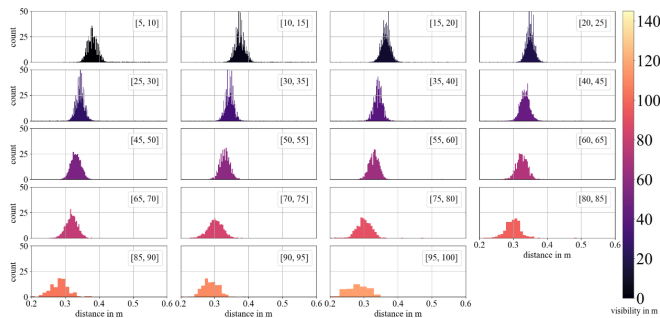 50 [5, 10] [10, 15] [15, 20] [20, 25] 140
count 25
0
50 [25, 30] [30, 35] [35, 40] [40, 45] 120
count 25
0 100
50 [45, 50] [50, 55] [55, 60] [60, 65]
count 25 80
0
50 [65, 70] [70, 75] [75, 80] [80, 85] 60
count 25
0 0.2 0.3 0.4 0.5 0.6 40
distance in m
50 [85, 90] [90, 95] [95, 100]
count 25 20
0
0.2 0.3 0.4 0.5 0.6 0.2 0.3 0.4 0.5 0.6 0.2 0.3 0.4 0.5 0.6 0
distance in m distance in m distance in m visibility in m